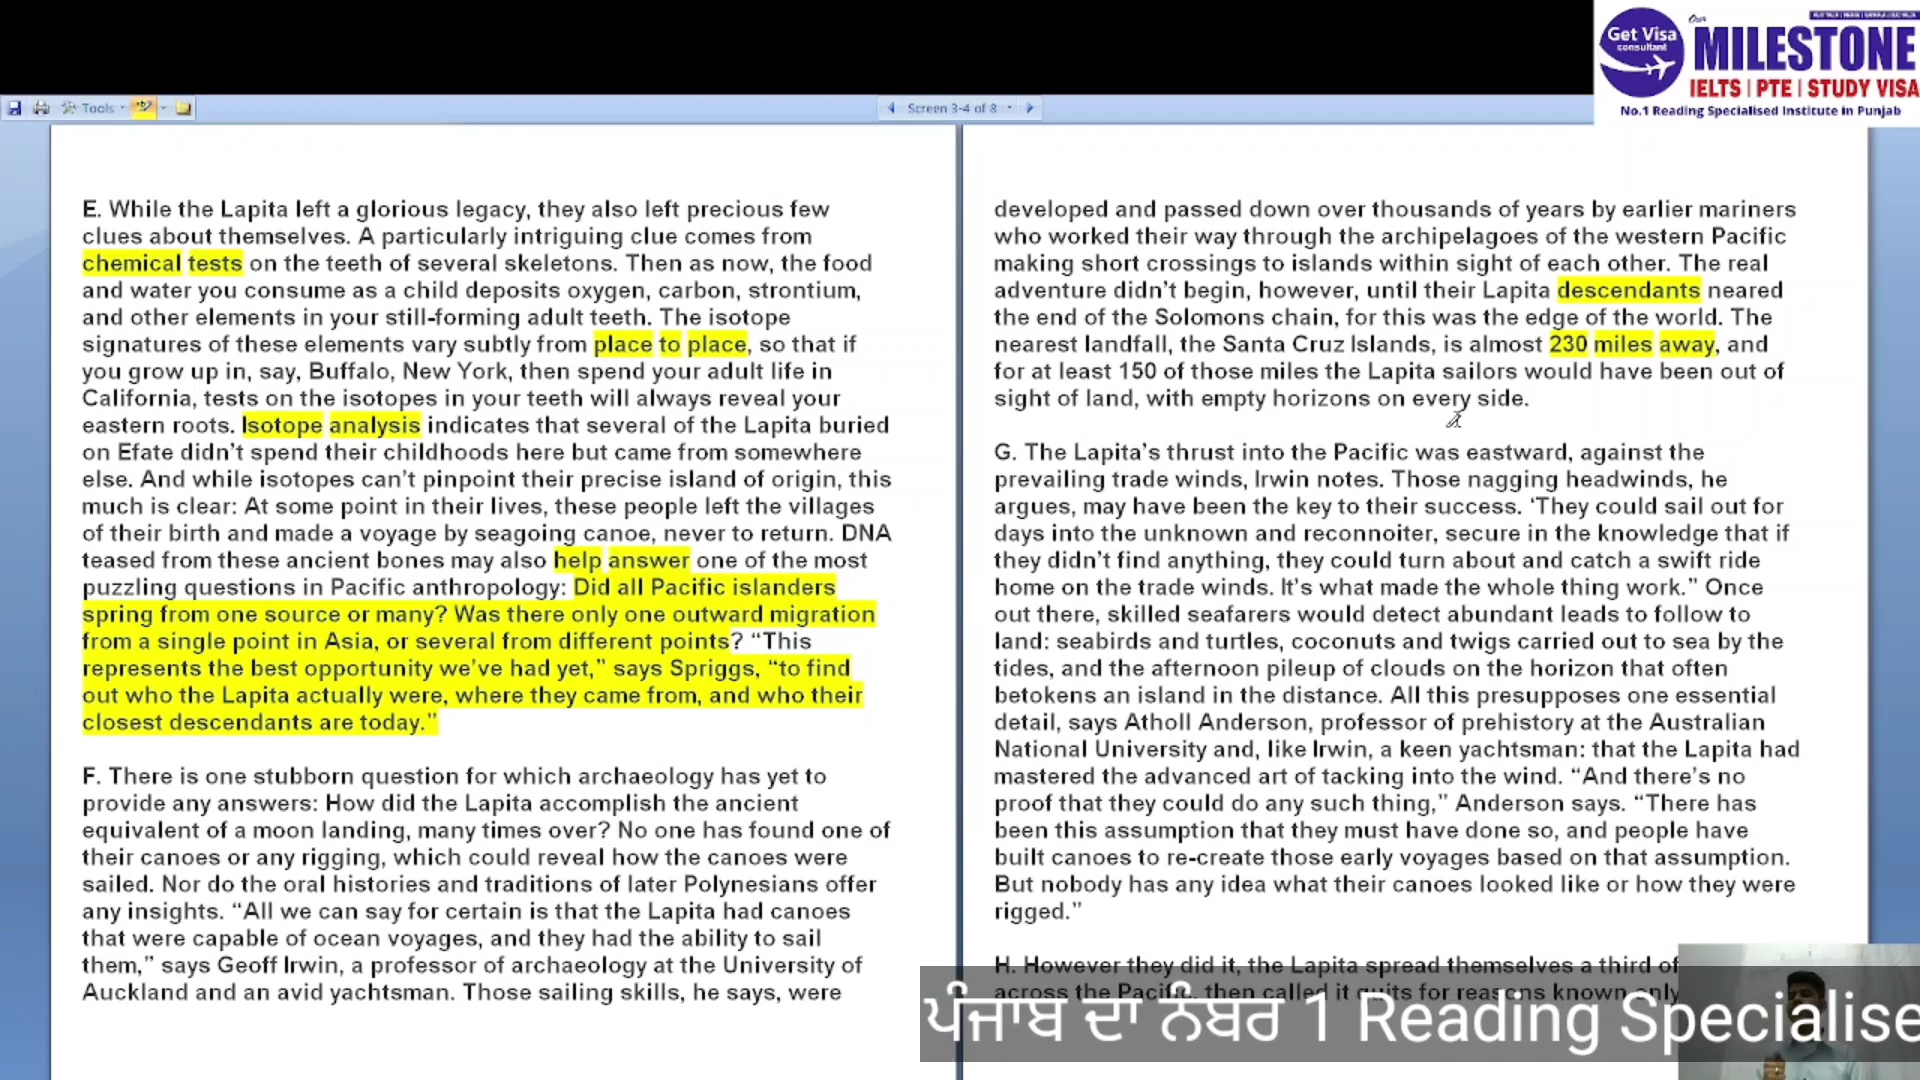 Our
Get Visa
consultant
MILESTONE
IELTS | PTE | STUDY VISA
No.1 Reading Specialised Institute in Punjab
Tools
Screen 3-4 of 8
E. While the Lapita left a glorious legacy, they also left precious few
clues about themselves. A particularly intriguing clue comes from
chemical tests on the teeth of several skeletons. Then as now, the food
and water you consume as a child deposits oxygen, carbon, strontium,
and other elements in your still-forming adult teeth. The isotope
signatures of these elements vary subtly from place to place, so that if
you grow up in, say, Buffalo, New York, then spend your adult life in
California, tests on the isotopes in your teeth will always reveal your
eastern roots. Isotope analysis indicates that several of the Lapita buried
on Efate didn’t spend their childhoods here but came from somewhere
else. And while isotopes can’t pinpoint their precise island of origin, this
much is clear: At some point in their lives, these people left the villages
of their birth and made a voyage by seagoing canoe, never to return. DNA
teased from these ancient bones may also help answer one of the most
puzzling questions in Pacific anthropology: Did all Pacific islanders
spring from one source or many? Was there only one outward migration
from a single point in Asia, or several from different points? “This
represents the best opportunity we’ve had yet,” says Spriggs, “to find
out who the Lapita actually were, where they came from, and who their
closest descendants are today.”
F. There is one stubborn question for which archaeology has yet to
provide any answers: How did the Lapita accomplish the ancient
equivalent of a moon landing, many times over? No one has found one of
their canoes or any rigging, which could reveal how the canoes were
sailed. Nor do the oral histories and traditions of later Polynesians offer
any insights. “All we can say for certain is that the Lapita had canoes
that were capable of ocean voyages, and they had the ability to sail
them,” says Geoff Irwin, a professor of archaeology at the University of
Auckland and an avid yachtsman. Those sailing skills, he says, were
developed and passed down over thousands of years by earlier mariners
who worked their way through the archipelagoes of the western Pacific
making short crossings to islands within sight of each other. The real
adventure didn’t begin, however, until their Lapita descendants neared
the end of the Solomons chain, for this was the edge of the world. The
nearest landfall, the Santa Cruz Islands, is almost 230 miles away, and
for at least 150 of those miles the Lapita sailors would have been out of
sight of land, with empty horizons on every side.
G. The Lapita’s thrust into the Pacific was eastward, against the
prevailing trade winds, Irwin notes. Those nagging headwinds, he
argues, may have been the key to their success. ‘They could sail out for
days into the unknown and reconnoiter, secure in the knowledge that if
they didn’t find anything, they could turn about and catch a swift ride
home on the trade winds. It’s what made the whole thing work.” Once
out there, skilled seafarers would detect abundant leads to follow to
land: seabirds and turtles, coconuts and twigs carried out to sea by the
tides, and the afternoon pileup of clouds on the horizon that often
betokens an island in the distance. All this presupposes one essential
detail, says Atholl Anderson, professor of prehistory at the Australian
National University and, like Irwin, a keen yachtsman: that the Lapita had
mastered the advanced art of tacking into the wind. “And there’s no
proof that they could do any such thing,” Anderson says. “There has
been this assumption that they must have done so, and people have
built canoes to re-create those early voyages based on that assumption.
But nobody has any idea what their canoes looked like or how they were
rigged.”
H. However they did it, the Lapita spread themselves a third of
across the Pacific, then called it quits for reasons known only
ਪੰਜਾਬ ਦਾ ਨੰਬਰ 1 Reading Specialise